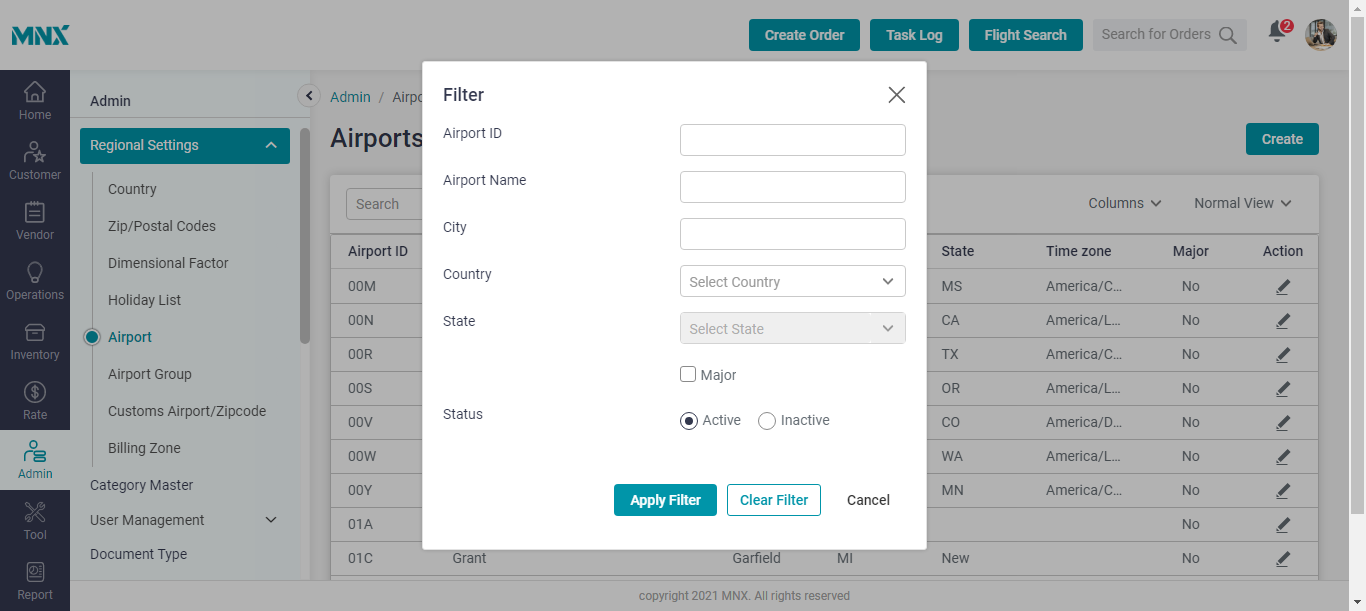 MNX
Create Order
Task Log
Flight Search
Search for Orders
2
Home
Customer
Vendor
Operations
Inventory
Rate
Admin
Tool
Report
Admin
Regional Settings
Country
Zip/Postal Codes
Dimensional Factor
Holiday List
Airport
Airport Group
Customs Airport/Zipcode
Billing Zone
Category Master
User Management
Document Type
Admin / Airpo
Airports
Create
Search
Columns
Normal View
Airport ID State Time zone Major Action
00M MS America/C... No
00N CA America/L... No
00R TX America/C... No
00S OR America/L... No
00V CO America/D... No
00W WA America/L... No
00Y MN America/C... No
01A No
01C Grant Garfield MI New No
Filter
Airport ID
Airport Name
City
Country Select Country
State Select State
Major
Status Active Inactive
Apply Filter Clear Filter Cancel
copyright 2021 MNX. All rights reserved